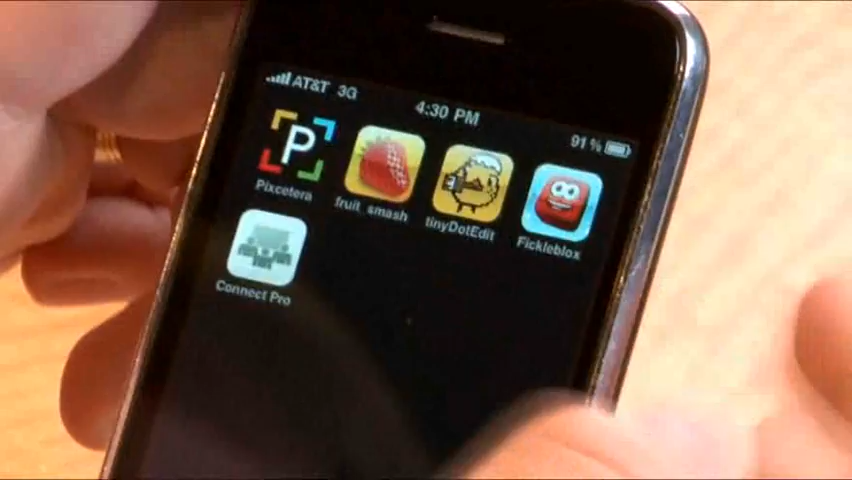 AT&T 3G 4:30 PM 91%
P
Pixcetera fruit_smash tinyDotEdit Fickleblox
Connect Pro